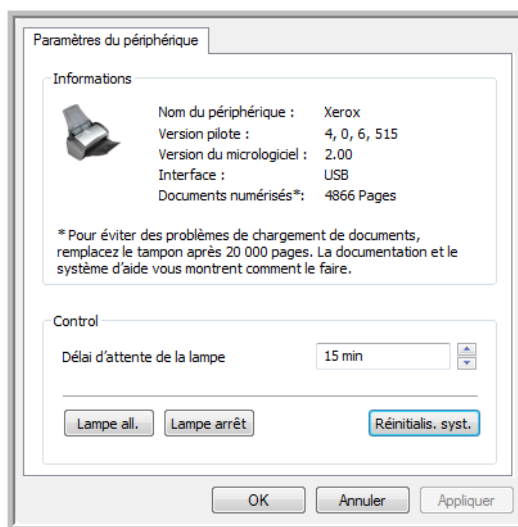 Paramètres du périphérique
Informations
Nom du périphérique : Xerox
Version pilote : 4, 0, 6, 515
Version du micrologiciel : 2.00
Interface : USB
Documents numérisés*: 4866 Pages
* Pour éviter des problèmes de chargement de documents,
remplacez le tampon après 20 000 pages. La documentation et le
système d'aide vous montrent comment le faire.
Control
Délai d'attente de la lampe 15 min
Lampe all. Lampe arrêt Réinitialis. syst.
OK Annuler Appliquer